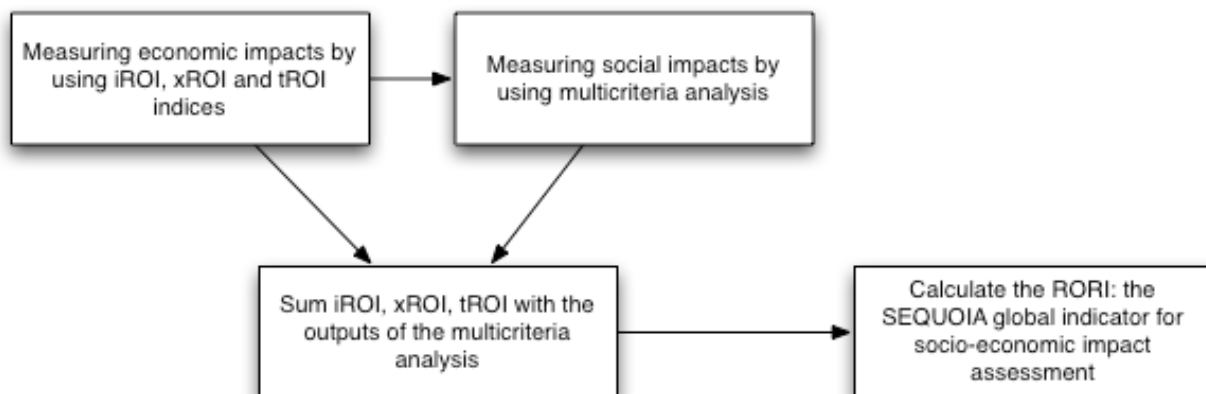 Measuring economic impacts by
using iROI, xROI and tROI
indices
Measuring social impacts by
using multicriteria analysis
Sum iROI, xROI, tROI with the
outputs of the multicriteria
analysis
Calculate the RORI: the
SEQUOIA global indicator for
socio-economic impact
assessment